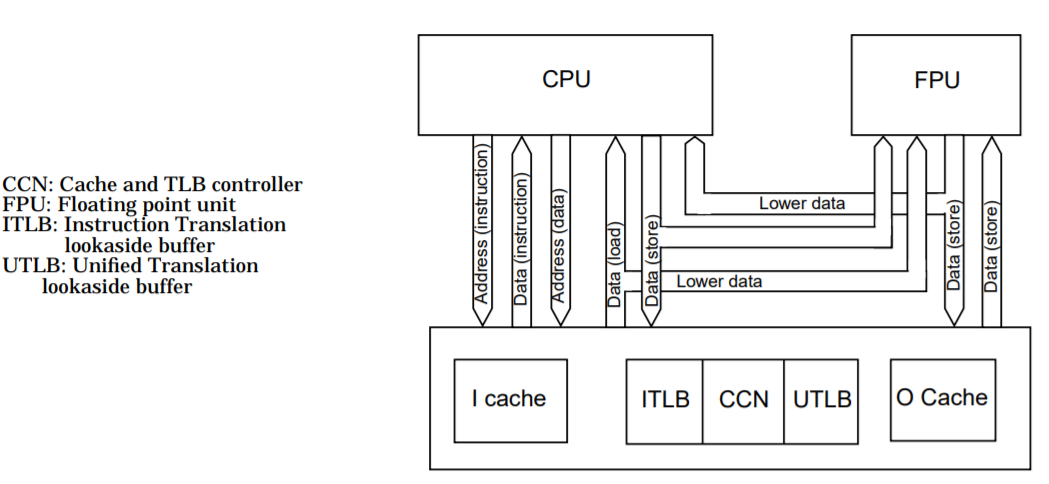 CCN: Cache and TLB controller
FPU: Floating point unit
ITLB: Instruction Translation
lookaside buffer
UTLB: Unified Translation
lookaside buffer
CPU
FPU
Address (instruction)
Data (instruction)
Address (data)
Data (load)
Data (store)
Lower data
Lower data
Data (store)
Data (store)
I cache
ITLB
CCN
UTLB
O Cache